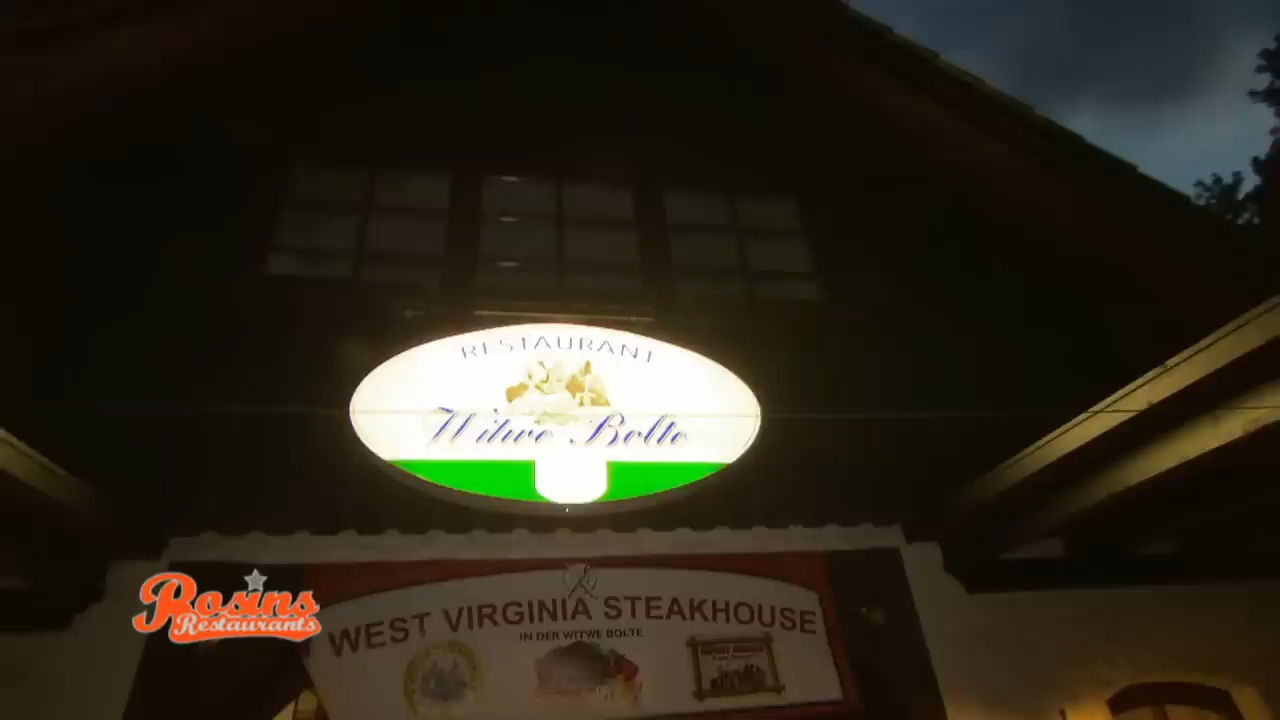 RESTAURANT
Witwe Bolte
WEST VIRGINIA STEAKHOUSE
IN DER WITWE BOLTE
Rosins
Restaurants